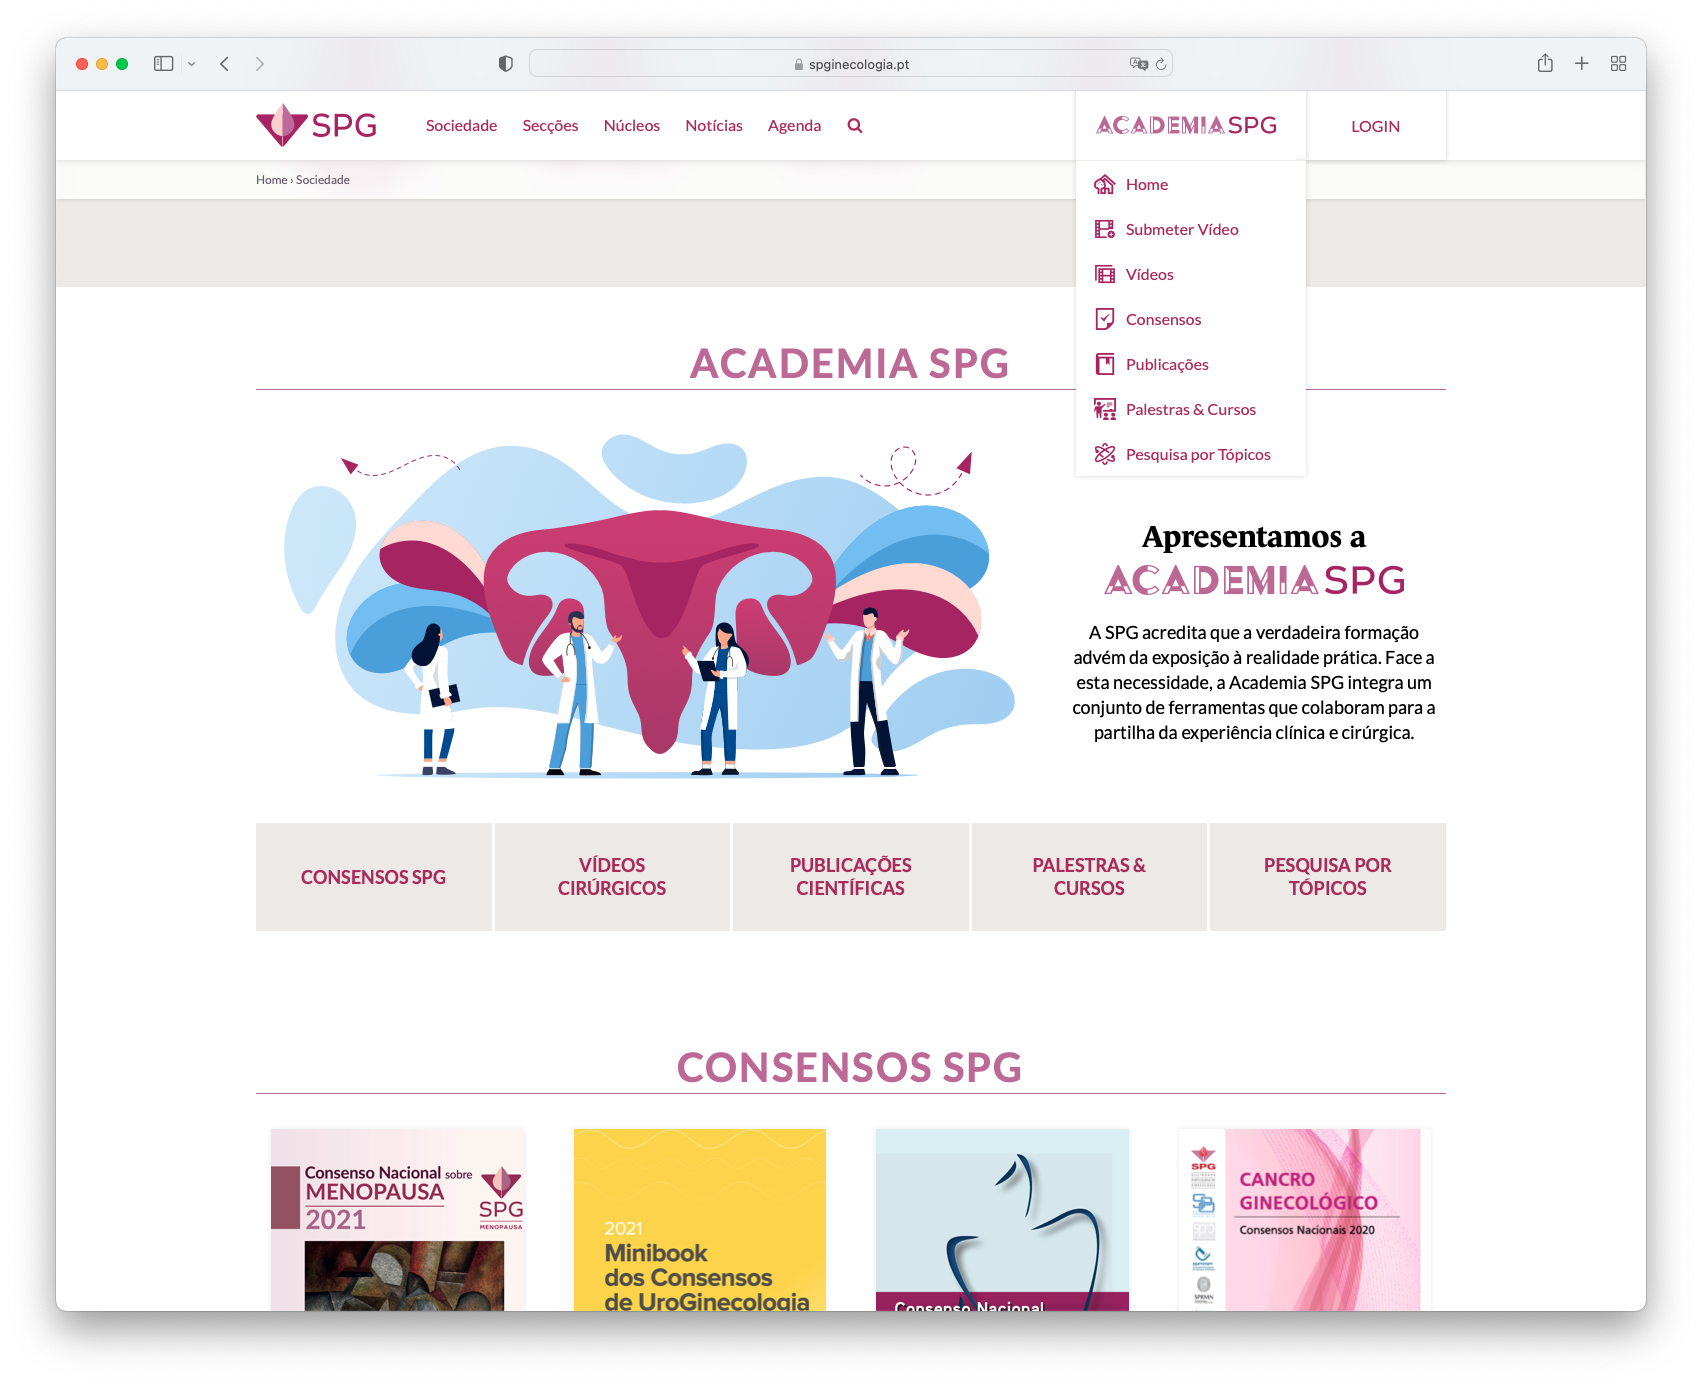 spginecologia.pt
SPG
Sociedade
Secções
Núcleos
Notícias
Agenda
ACADEMIA SPG
LOGIN
Home › Sociedade
Home
Submeter Vídeo
Vídeos
Consensos
Publicações
Palestras & Cursos
Pesquisa por Tópicos
ACADEMIA SPG
Apresentamos a
ACADEMIA SPG
A SPG acredita que a verdadeira formação
advém da exposição à realidade prática. Face a
esta necessidade, a Academia SPG integra um
conjunto de ferramentas que colaboram para a
partilha da experiência clínica e cirúrgica.
CONSENSOS SPG
VÍDEOS
CIRÚRGICOS
PUBLICAÇÕES
CIENTÍFICAS
PALESTRAS &
CURSOS
PESQUISA POR
TÓPICOS
CONSENSOS SPG
Consenso Nacional sobre
MENOPAUSA
2021
SPG
MENOPAUSA
2021
Minibook
dos Consensos
de UroGinecologia
Consenso Nacional
SPG
CANCRO
GINECOLÓGICO
Consensos Nacionais 2020
SPRMN